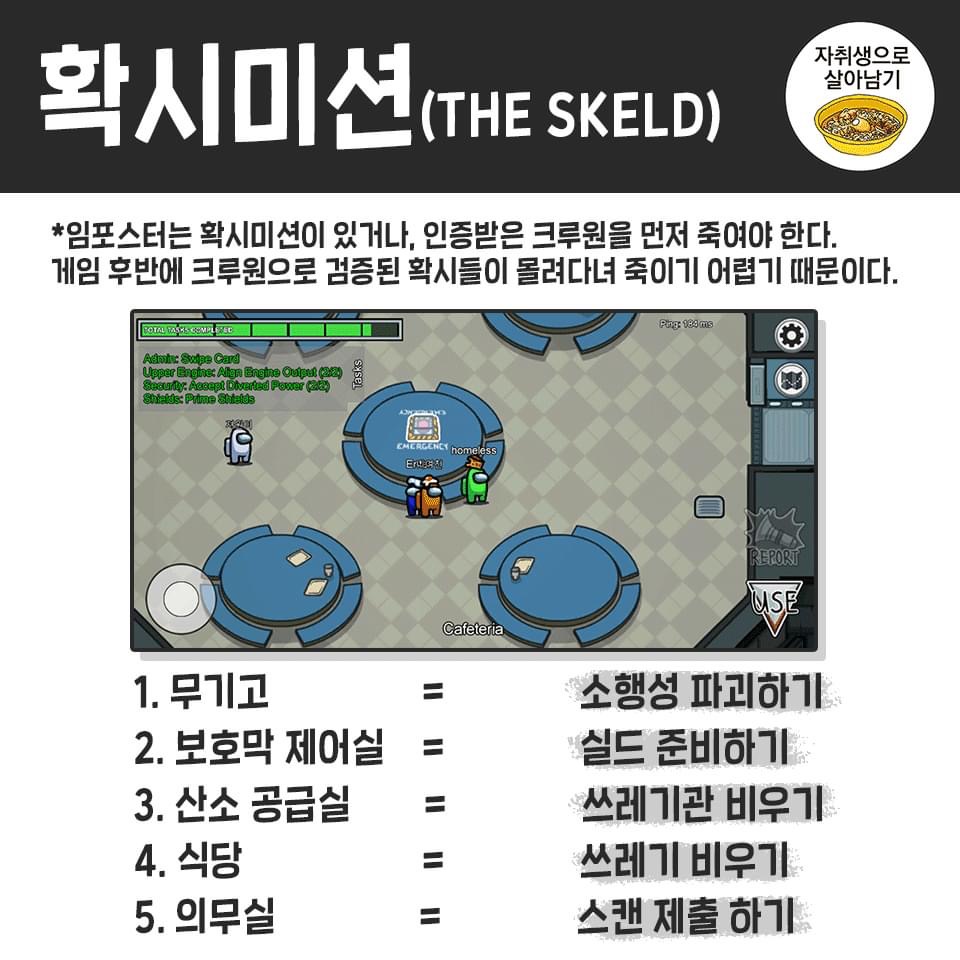 확시미션(THE SKELD)
자취생으로
살아남기
*임포스터는 확시미션이 있거나, 인증받은 크루원을 먼저 죽여야 한다.
게임 후반에 크루원으로 검증된 확시들이 몰려다녀 죽이기 어렵기 때문이다.
TOTAL TASKS COMPLETED
Ping: 184 ms
Admin: Swipe Card
Upper Engine: Align Engine Output (2/2)
Security: Accept Diverted Power (2/2)
Shields: Prime Shields
Tasks
EMERGENCY
EMERGENCY
homeless
REPORT
USE
Cafeteria
1. 무기고 = 소행성 파괴하기
2. 보호막 제어실 = 실드 준비하기
3. 산소 공급실 = 쓰레기관 비우기
4. 식당 = 쓰레기 비우기
5. 의무실 = 스캔 제출 하기